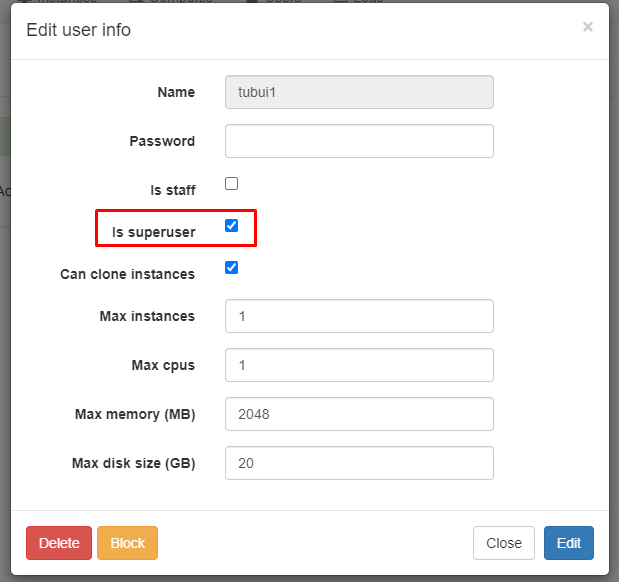 Edit user info ×
Name tubui1
Password
Is staff
Is superuser
Can clone instances
Max instances 1
Max cpus 1
Max memory (MB) 2048
Max disk size (GB) 20
Delete Block Close Edit